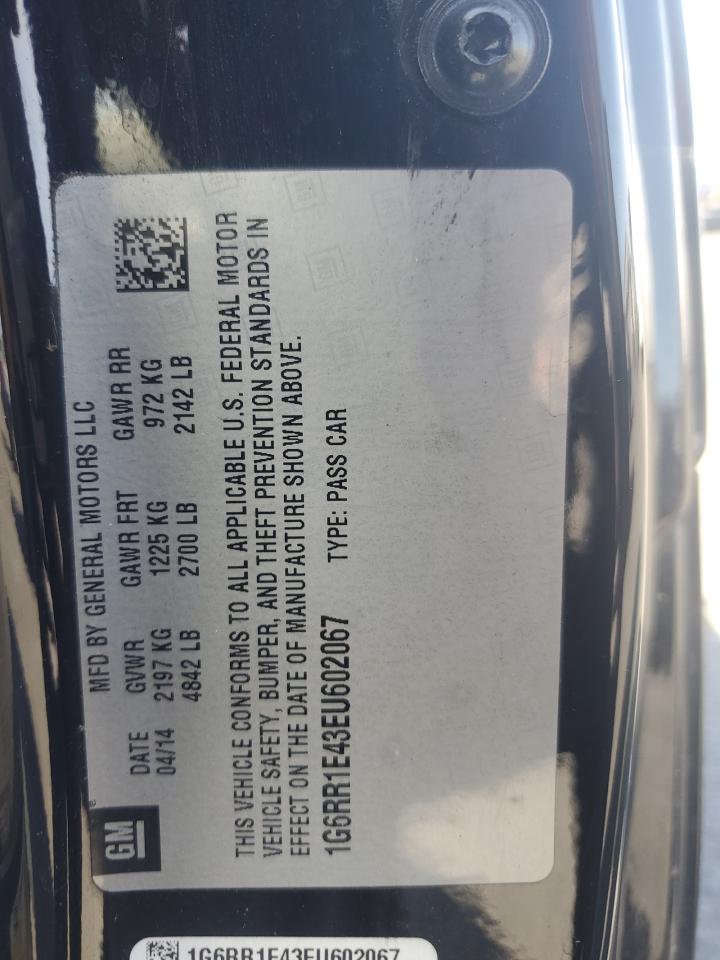 GM
MFD BY GENERAL MOTORS LLC
DATE GVWR GAWR FRT GAWR RR
04/14 2197 KG 1225 KG 972 KG
4842 LB 2700 LB 2142 LB
THIS VEHICLE CONFORMS TO ALL APPLICABLE U.S. FEDERAL MOTOR
VEHICLE SAFETY, BUMPER, AND THEFT PREVENTION STANDARDS IN
EFFECT ON THE DATE OF MANUFACTURE SHOWN ABOVE.
1G6RR1E43EU602067 TYPE: PASS CAR
1G6RR1E43EU602067